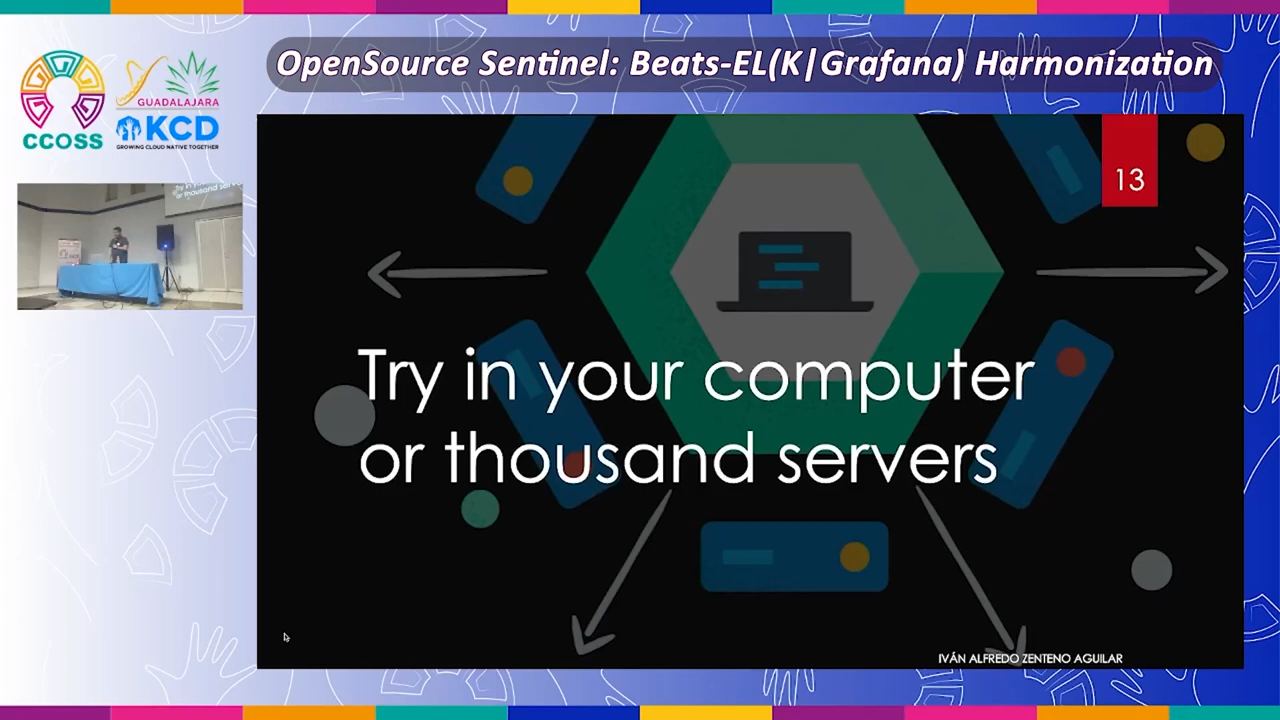 OpenSource Sentinel: Beats-EL(K|Grafana) Harmonization
CCOSS
GUADALAJARA
KCD
GROWING CLOUD NATIVE TOGETHER
13
Try in your computer
or thousand servers
IVÁN ALFREDO ZENTENO AGUILAR